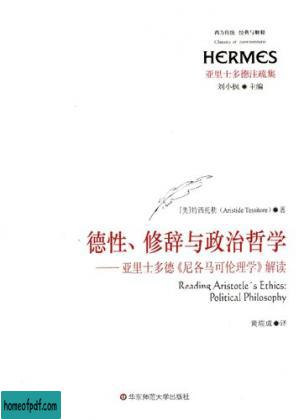 西方传统 经典与解释
Classici et commentarii
HERMES
亚里士多德注疏集
刘小枫●主编
[美]特西托勒 (Aristide Tessitore) 著
德性、修辞与政治哲学
——亚里士多德《尼各马可伦理学》解读
Reading Aristotle's Ethics:
Political Philosophy
黄瑞成●译
华东师范大学出版社
homeofpdf.com